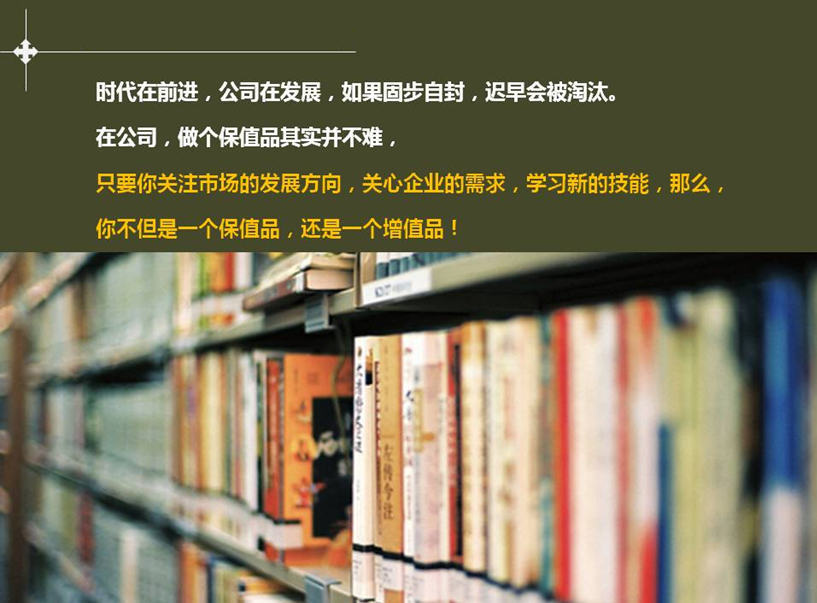 时代在前进，公司在发展，如果固步自封，迟早会被淘汰。
在公司，做个保值品其实并不难，
只要你关注市场的发展方向，关心企业的需求，学习新的技能，那么，
你不但是一个保值品，还是一个增值品！
左传今注